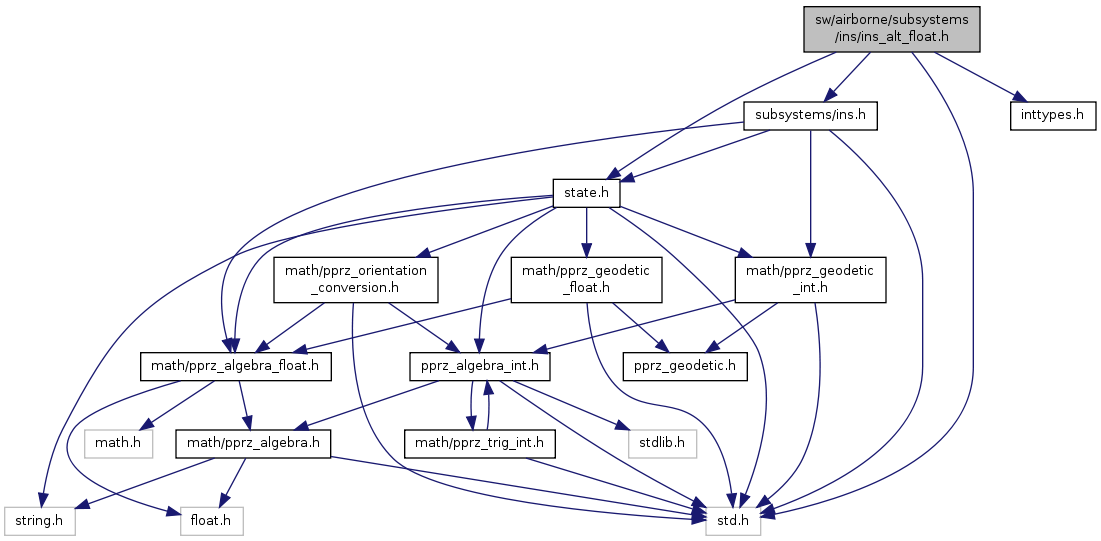 sw/airborne/subsystems
/ins/ins_alt_float.h
subsystems/ins.h
inttypes.h
state.h
math/pprz_orientation
_conversion.h
math/pprz_geodetic
_float.h
math/pprz_geodetic
_int.h
math/pprz_algebra_float.h
pprz_algebra_int.h
pprz_geodetic.h
math.h
math/pprz_algebra.h
math/pprz_trig_int.h
stdlib.h
string.h
float.h
std.h